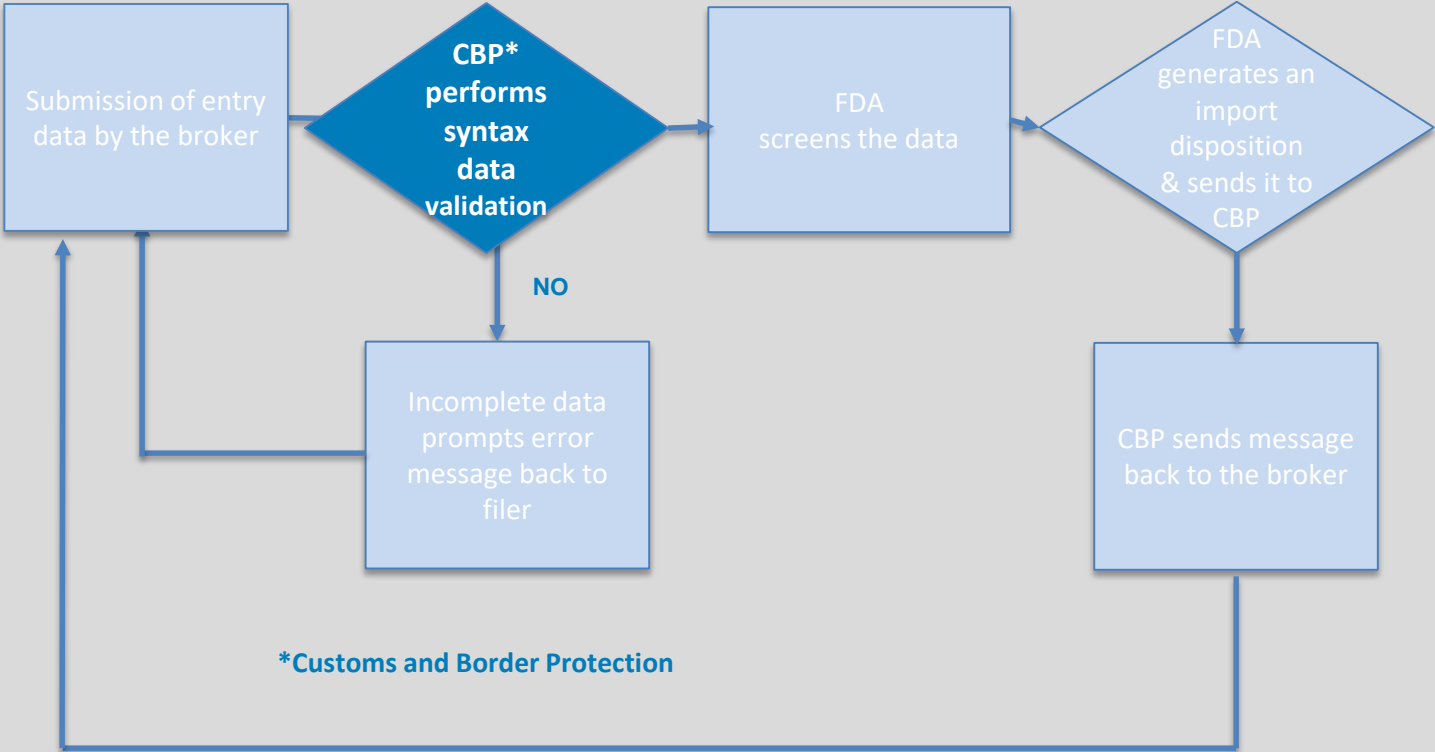 Submission of entry
data by the broker
CBP*
performs
syntax
data
validation
FDA
screens the data
FDA
generates an
import
disposition
& sends it to
CBP
NO
Incomplete data
prompts error
message back to
filer
CBP sends message
back to the broker
*Customs and Border Protection